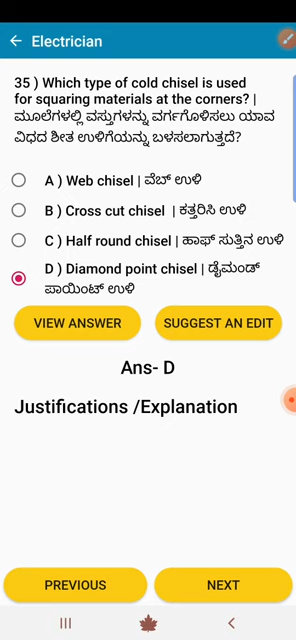 Electrician
35 ) Which type of cold chisel is used
for squaring materials at the corners? |
ಮೂಲೆಗಳಲ್ಲಿ ವಸ್ತುಗಳನ್ನು ವರ್ಗಗೊಳಿಸಲು ಯಾವ
ವಿಧದ ಶೀತ ಉಳಿಗೆಯನ್ನು ಬಳಸಲಾಗುತ್ತದೆ?
A ) Web chisel | ವೆಬ್ ಉಳಿ
B ) Cross cut chisel | ಕತ್ತರಿಸಿ ಉಳಿ
C ) Half round chisel | ಹಾಫ್ ಸುತ್ತಿನ ಉಳಿ
D ) Diamond point chisel | ಡೈಮಂಡ್
ಪಾಯಿಂಟ್ ಉಳಿ
VIEW ANSWER SUGGEST AN EDIT
Ans- D
Justifications /Explanation
PREVIOUS NEXT